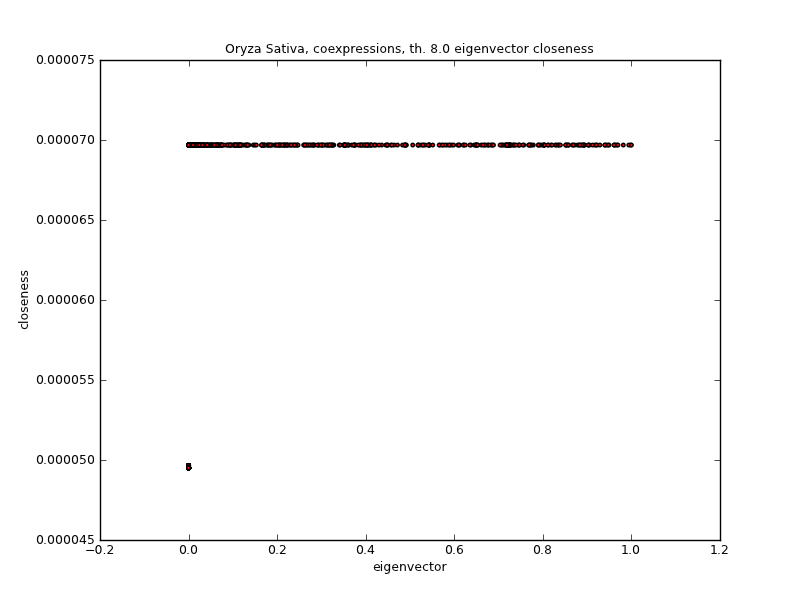 Oryza Sativa, coexpressions, th. 8.0 eigenvector closeness
0.000075
0.000070
0.000065
0.000060
0.000055
0.000050
0.000045
closeness
−0.2 0.0 0.2 0.4 0.6 0.8 1.0 1.2
eigenvector